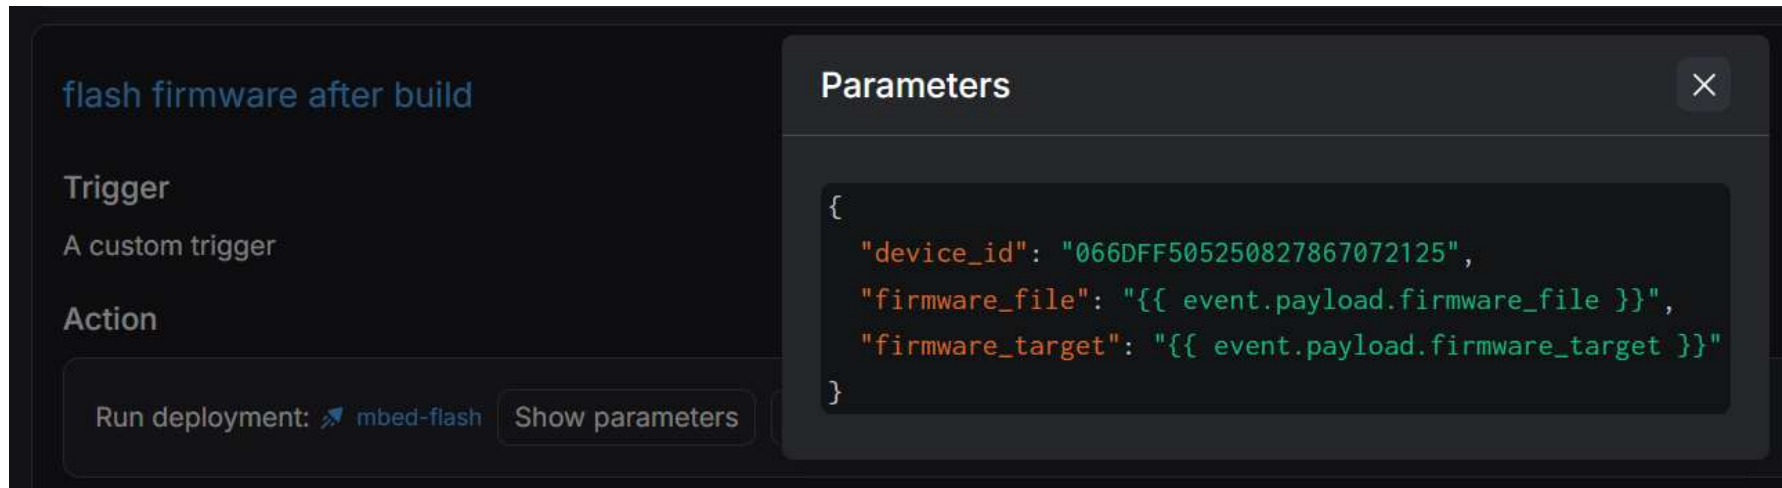 flash firmware after build
Trigger
A custom trigger
Action
Run deployment: mbed-flash Show parameters
Parameters
{
"device_id": "066DFF505250827867072125",
"firmware_file": "{{ event.payload.firmware_file }}",
"firmware_target": "{{ event.payload.firmware_target }}"
}